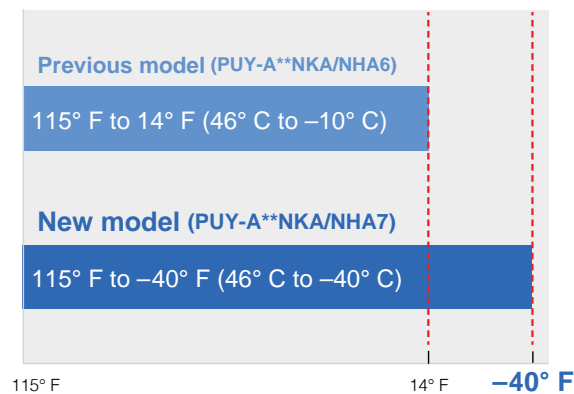 Previous model (PUY-A**NKA/NHA6)
115° F to 14° F (46° C to –10° C)
New model (PUY-A**NKA/NHA7)
115° F to –40° F (46° C to –40° C)
115° F 14° F –40° F